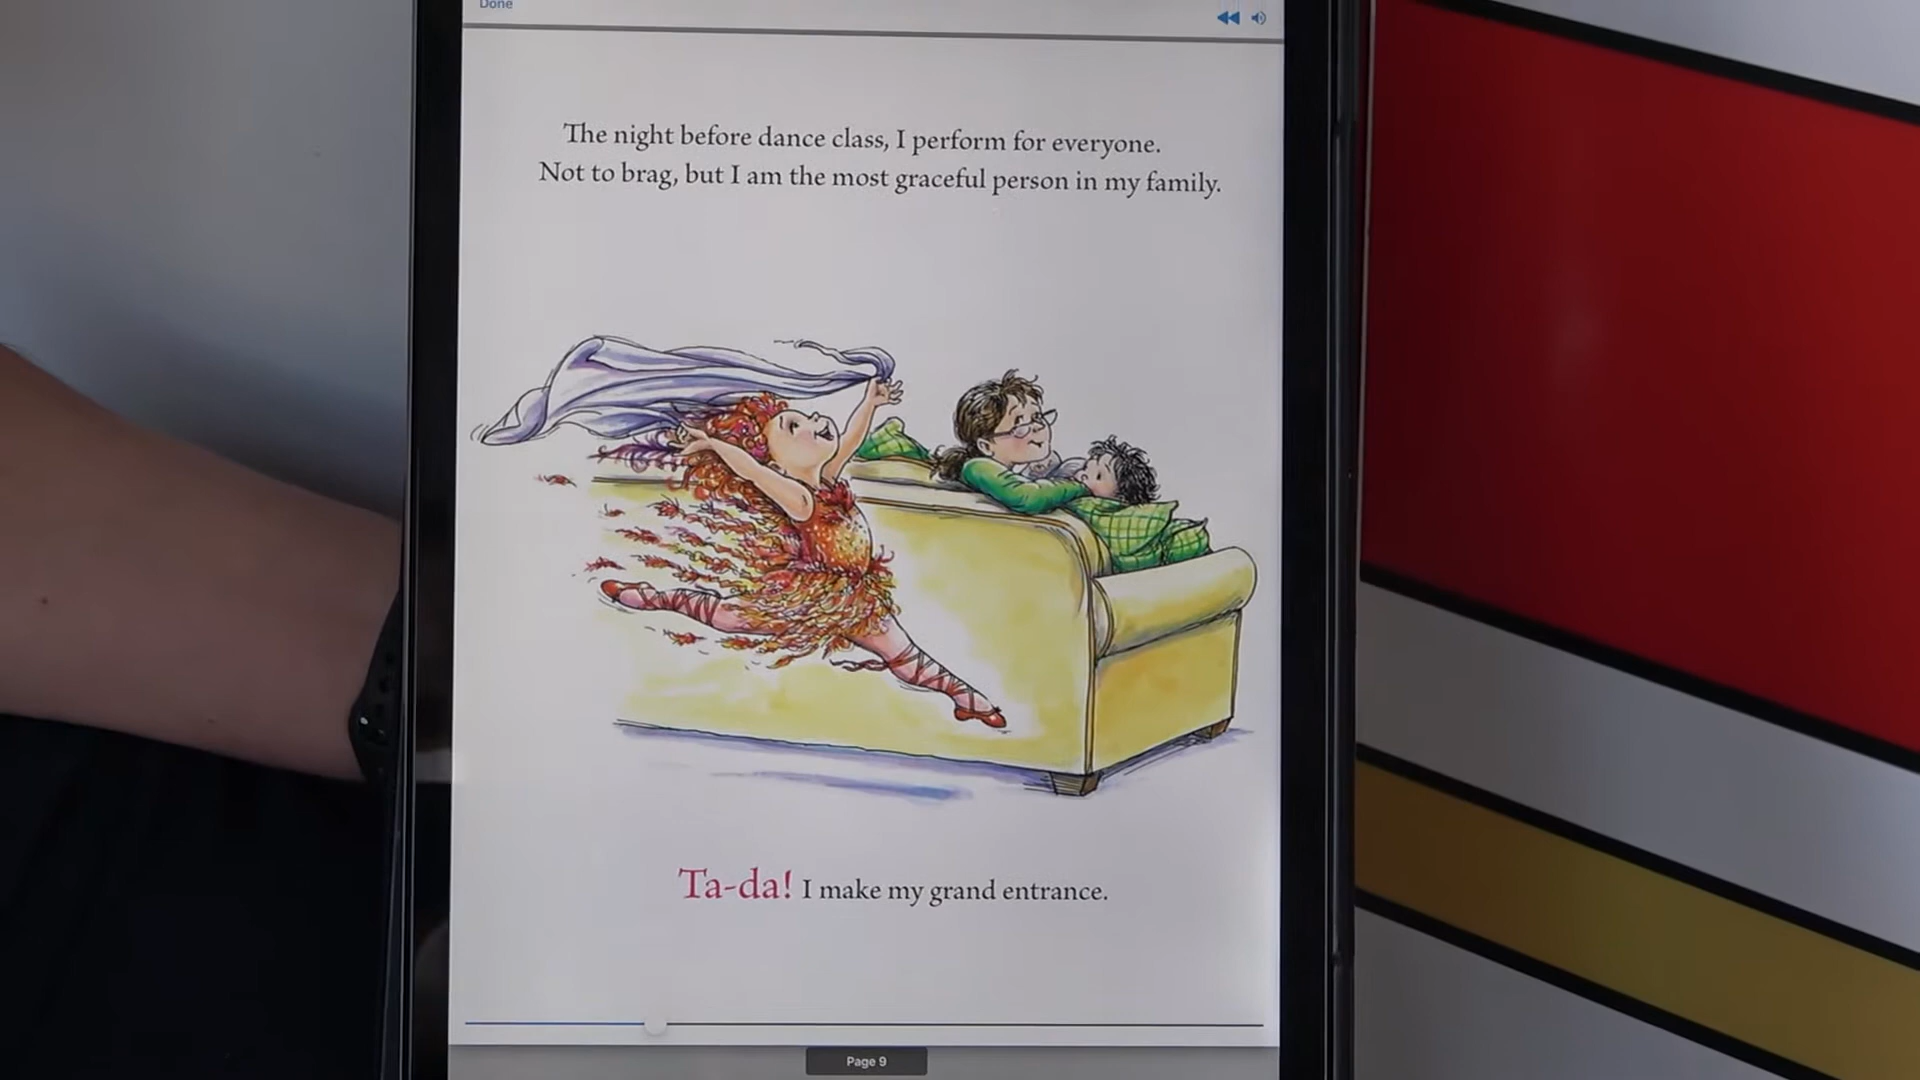 Done
The night before dance class, I perform for everyone.
Not to brag, but I am the most graceful person in my family.
Ta-da! I make my grand entrance.
Page 9